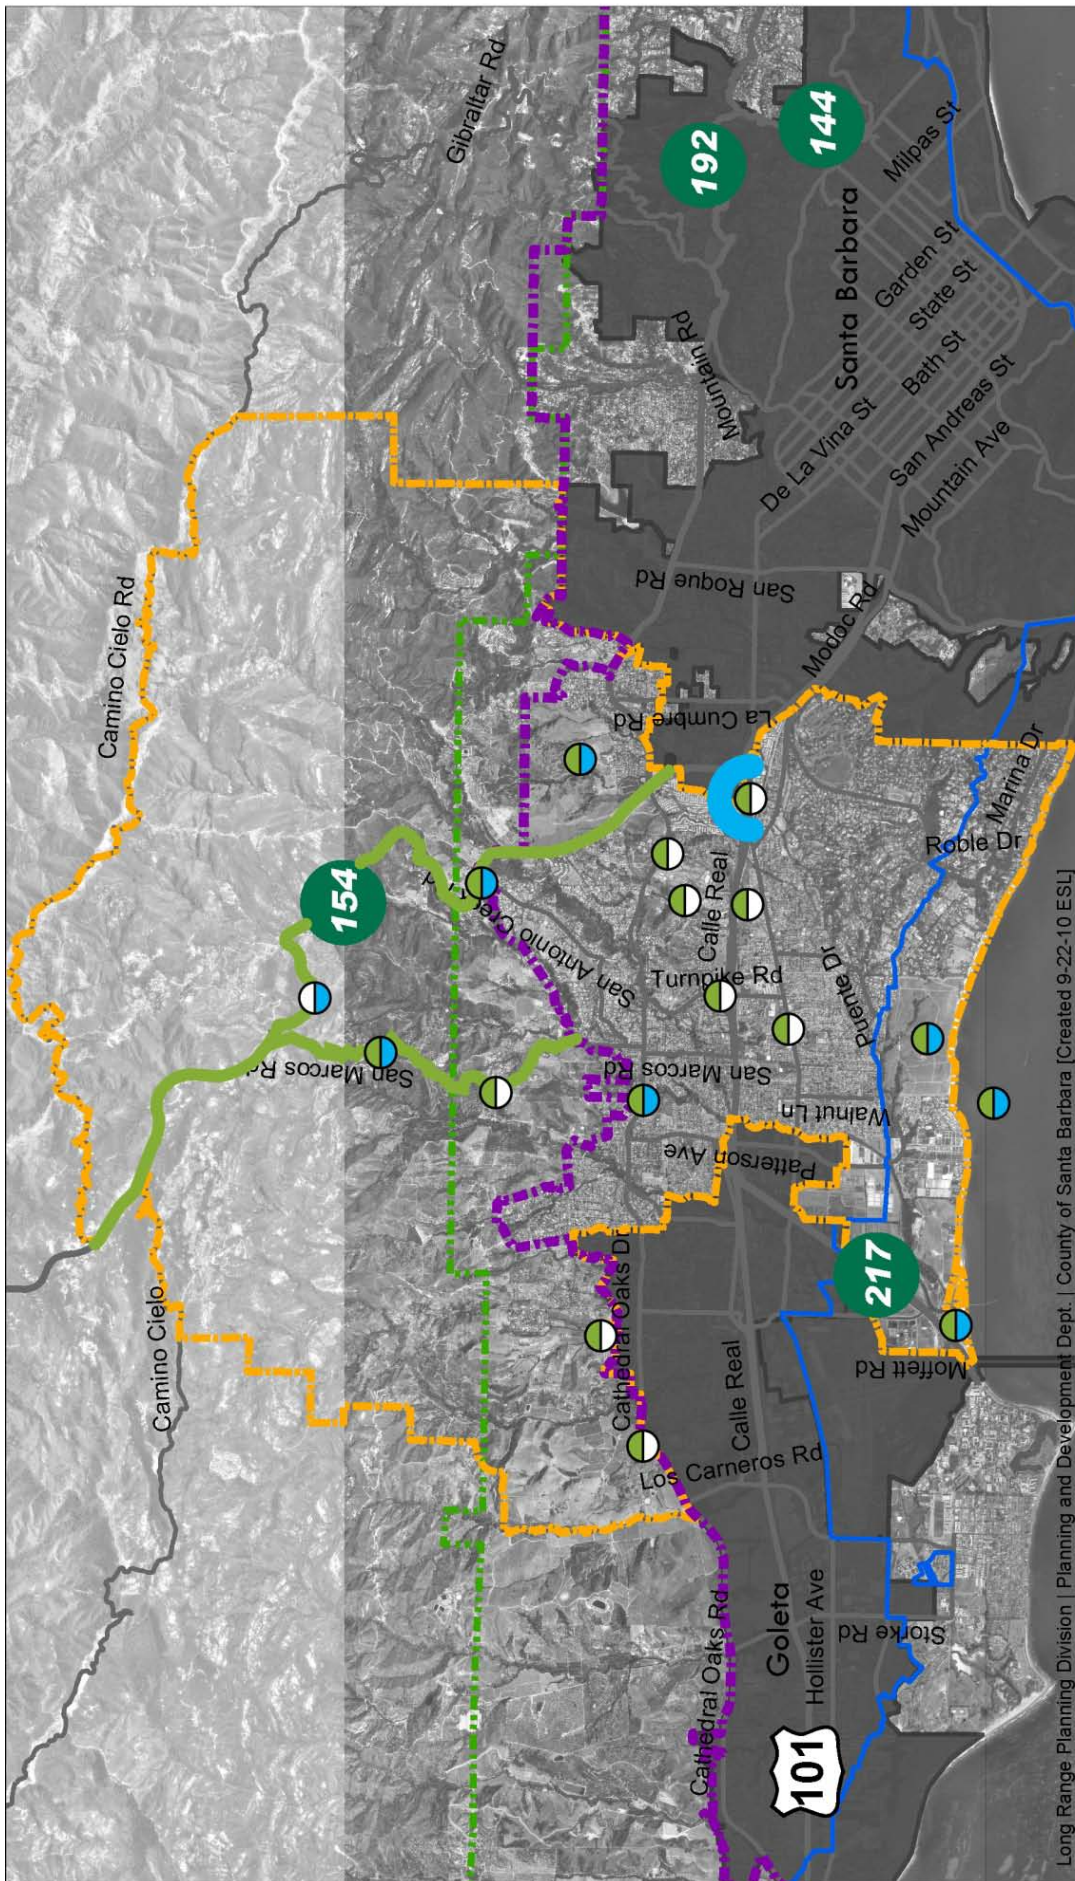 Gibraltar Rd
Camino Cielo Rd
192
144
Milpas St
Santa Barbara
Garden St
State St
Bath St
San Andreas St
Mountain Ave
De La Vina St
Mountain Rd
San Roque Rd
Modoc Rd
La Cumbre Rd
Marina Dr
Roble Dr
154
San Antonio
Calle Real
Turnpike Rd
Puente Dr
San Marcos Rd
San Marcos Rd
Walnut Ln
Patterson Ave
Camino Cielo
217
Moffett Rd
Cathedral Oaks Dr
Calle Real
Los Carneros Rd
Cathedral Oaks Rd
Goleta
Hollister Ave
Storke Rd
101
Long Range Planning Division | Planning and Development Dept. | County of Santa Barbara [Created 9-22-10 ESL]